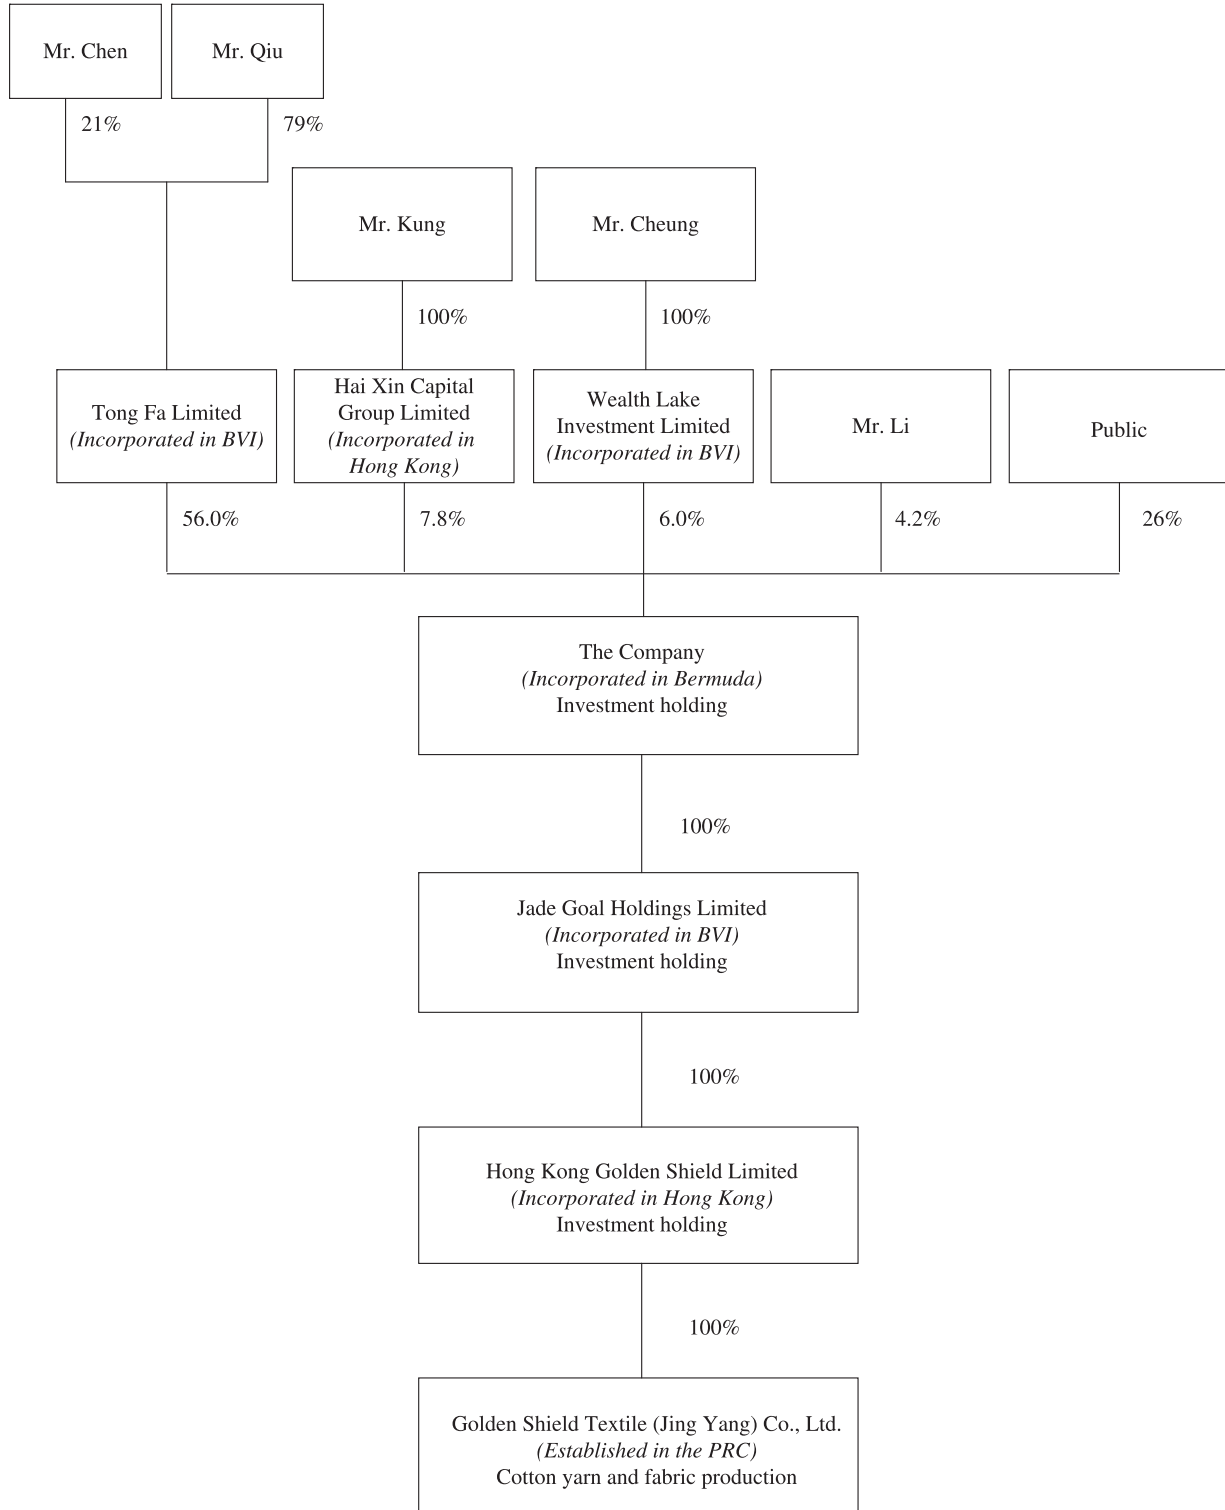 Mr. Chen
Mr. Qiu
21%
79%
Mr. Kung
Mr. Cheung
100%
100%
Tong Fa Limited
(Incorporated in BVI)
Hai Xin Capital
Group Limited
(Incorporated in
Hong Kong)
Wealth Lake
Investment Limited
(Incorporated in BVI)
Mr. Li
Public
56.0%
7.8%
6.0%
4.2%
26%
The Company
(Incorporated in Bermuda)
Investment holding
100%
Jade Goal Holdings Limited
(Incorporated in BVI)
Investment holding
100%
Hong Kong Golden Shield Limited
(Incorporated in Hong Kong)
Investment holding
100%
Golden Shield Textile (Jing Yang) Co., Ltd.
(Established in the PRC)
Cotton yarn and fabric production